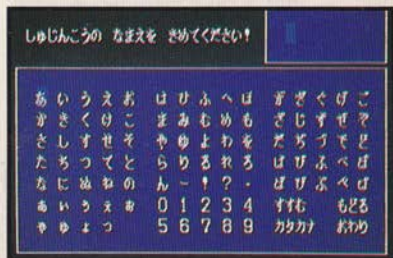 しゅじんこうの なまえを きめてください!
あ い う え お は ひ ふ へ ほ が ぎ ぐ げ ご
か き く け こ ま み む め も ざ じ ず ぜ ぞ
さ し す せ そ や ゆ よ わ を だ ぢ づ で ど
た ち つ て と ら り る れ ろ ば び ぶ べ ぼ
な に ぬ ね の ん ー ! ? ・ ぱ ぴ ぷ ぺ ぽ
ぁ ぃ ぅ ぇ ぉ 0 1 2 3 4 すすむ もどる
ゃ ゅ ょ っ 5 6 7 8 9 カタカナ おわり